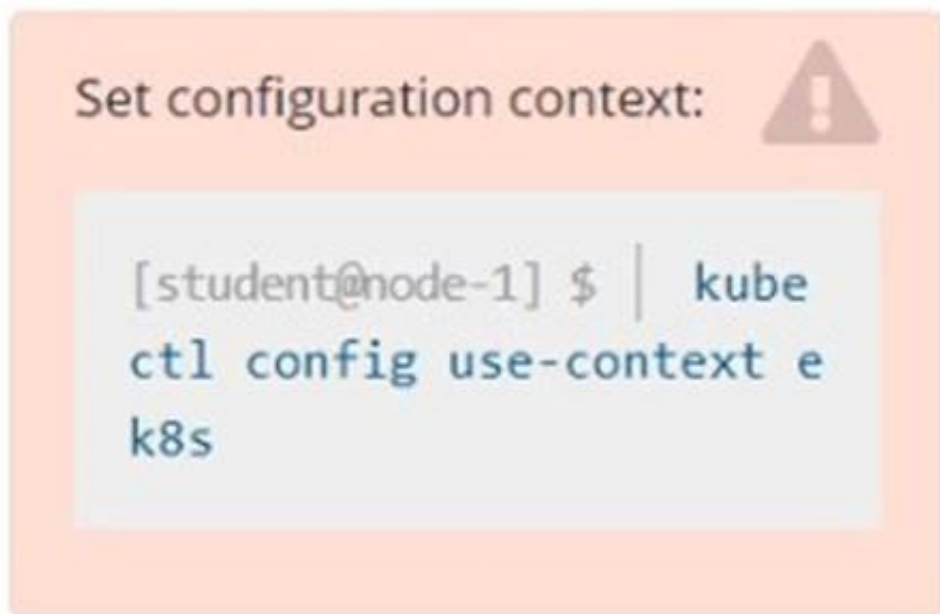 Set configuration context:
[student@node-1] $ | kube
ctl config use-context e
k8s